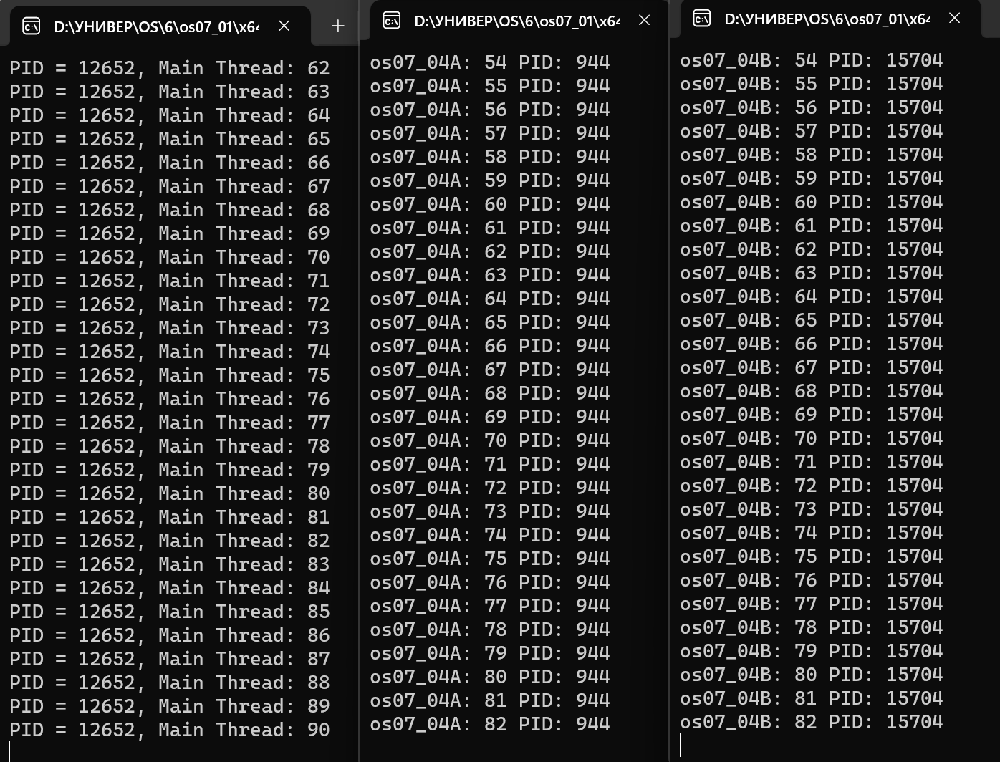 D:\УНИВЕР\OS\6\os07_01\x64
PID = 12652, Main Thread: 62
PID = 12652, Main Thread: 63
PID = 12652, Main Thread: 64
PID = 12652, Main Thread: 65
PID = 12652, Main Thread: 66
PID = 12652, Main Thread: 67
PID = 12652, Main Thread: 68
PID = 12652, Main Thread: 69
PID = 12652, Main Thread: 70
PID = 12652, Main Thread: 71
PID = 12652, Main Thread: 72
PID = 12652, Main Thread: 73
PID = 12652, Main Thread: 74
PID = 12652, Main Thread: 75
PID = 12652, Main Thread: 76
PID = 12652, Main Thread: 77
PID = 12652, Main Thread: 78
PID = 12652, Main Thread: 79
PID = 12652, Main Thread: 80
PID = 12652, Main Thread: 81
PID = 12652, Main Thread: 82
PID = 12652, Main Thread: 83
PID = 12652, Main Thread: 84
PID = 12652, Main Thread: 85
PID = 12652, Main Thread: 86
PID = 12652, Main Thread: 87
PID = 12652, Main Thread: 88
PID = 12652, Main Thread: 89
PID = 12652, Main Thread: 90
D:\УНИВЕР\OS\6\os07_01\x64
os07_04A: 54 PID: 944
os07_04A: 55 PID: 944
os07_04A: 56 PID: 944
os07_04A: 57 PID: 944
os07_04A: 58 PID: 944
os07_04A: 59 PID: 944
os07_04A: 60 PID: 944
os07_04A: 61 PID: 944
os07_04A: 62 PID: 944
os07_04A: 63 PID: 944
os07_04A: 64 PID: 944
os07_04A: 65 PID: 944
os07_04A: 66 PID: 944
os07_04A: 67 PID: 944
os07_04A: 68 PID: 944
os07_04A: 69 PID: 944
os07_04A: 70 PID: 944
os07_04A: 71 PID: 944
os07_04A: 72 PID: 944
os07_04A: 73 PID: 944
os07_04A: 74 PID: 944
os07_04A: 75 PID: 944
os07_04A: 76 PID: 944
os07_04A: 77 PID: 944
os07_04A: 78 PID: 944
os07_04A: 79 PID: 944
os07_04A: 80 PID: 944
os07_04A: 81 PID: 944
os07_04A: 82 PID: 944
D:\УНИВЕР\OS\6\os07_01\x64
os07_04B: 54 PID: 15704
os07_04B: 55 PID: 15704
os07_04B: 56 PID: 15704
os07_04B: 57 PID: 15704
os07_04B: 58 PID: 15704
os07_04B: 59 PID: 15704
os07_04B: 60 PID: 15704
os07_04B: 61 PID: 15704
os07_04B: 62 PID: 15704
os07_04B: 63 PID: 15704
os07_04B: 64 PID: 15704
os07_04B: 65 PID: 15704
os07_04B: 66 PID: 15704
os07_04B: 67 PID: 15704
os07_04B: 68 PID: 15704
os07_04B: 69 PID: 15704
os07_04B: 70 PID: 15704
os07_04B: 71 PID: 15704
os07_04B: 72 PID: 15704
os07_04B: 73 PID: 15704
os07_04B: 74 PID: 15704
os07_04B: 75 PID: 15704
os07_04B: 76 PID: 15704
os07_04B: 77 PID: 15704
os07_04B: 78 PID: 15704
os07_04B: 79 PID: 15704
os07_04B: 80 PID: 15704
os07_04B: 81 PID: 15704
os07_04B: 82 PID: 15704